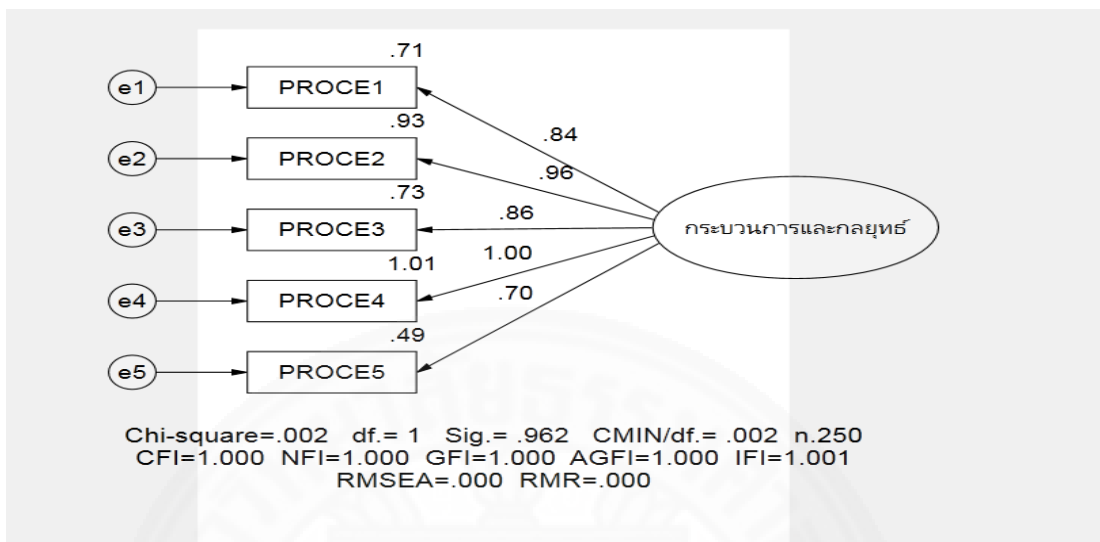 .71
e1 PROCE1
.84
.93
e2 PROCE2
.96
.73
e3 PROCE3 .86 กระบวนการและกลยุทธ์
1.01 1.00
e4 PROCE4 .70
.49
e5 PROCE5
Chi-square=.002 df.= 1 Sig.= .962 CMIN/df.= .002 n.250
CFI=1.000 NFI=1.000 GFI=1.000 AGFI=1.000 IFI=1.001
RMSEA=.000 RMR=.000